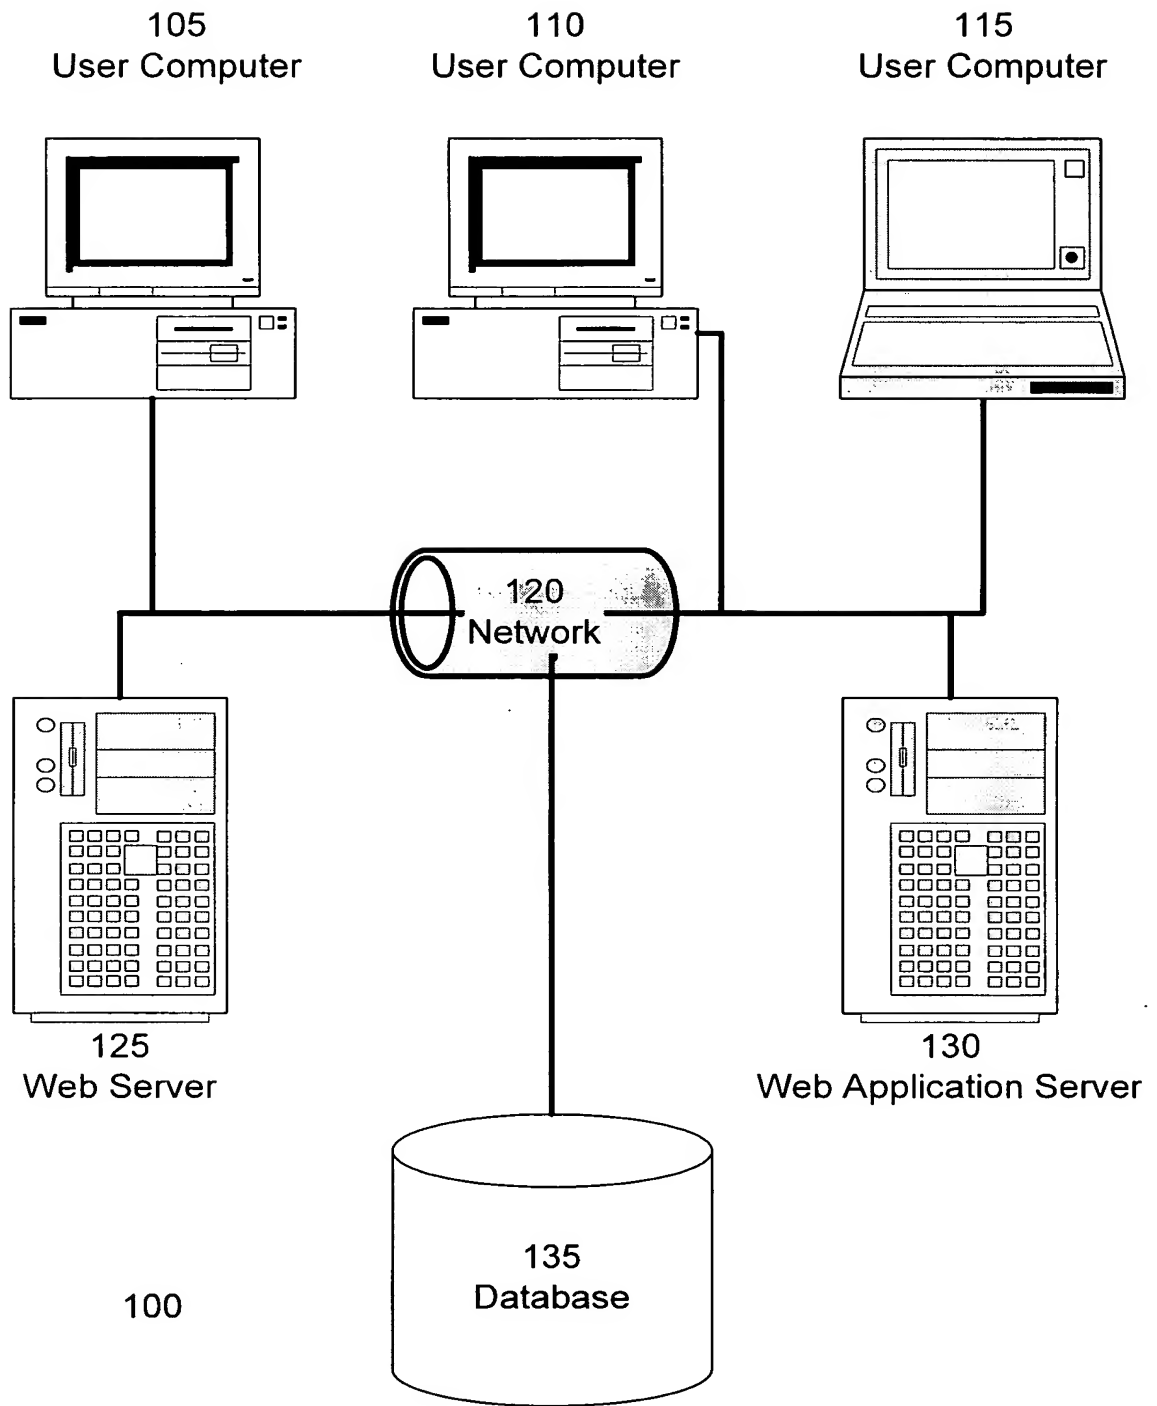 105
User Computer
110
User Computer
115
User Computer
120
Network
125
Web Server
130
Web Application Server
135
Database
100